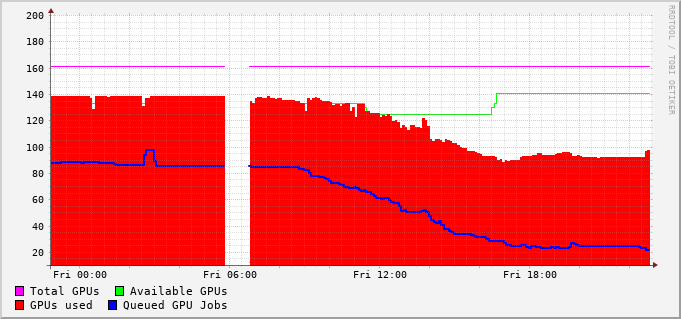 200
180
160
140
120
100
80
60
40
20
Fri 00:00 Fri 06:00 Fri 12:00 Fri 18:00
Total GPUs Available GPUs
GPUs used Queued GPU Jobs
RRDTOOL / TOBI OETIKER